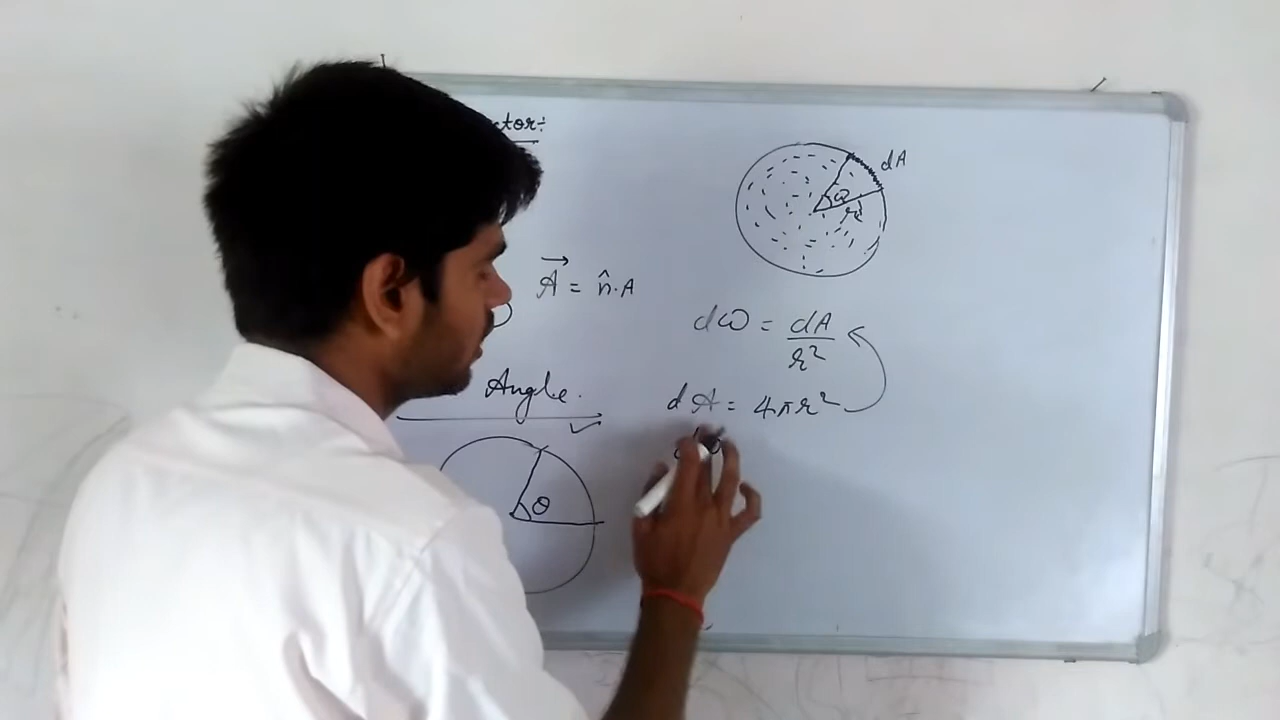 ctor:-
dA
r
A⃗ = n̂.A
dω = dA/r²
Angle.
dA = 4πr²
θ